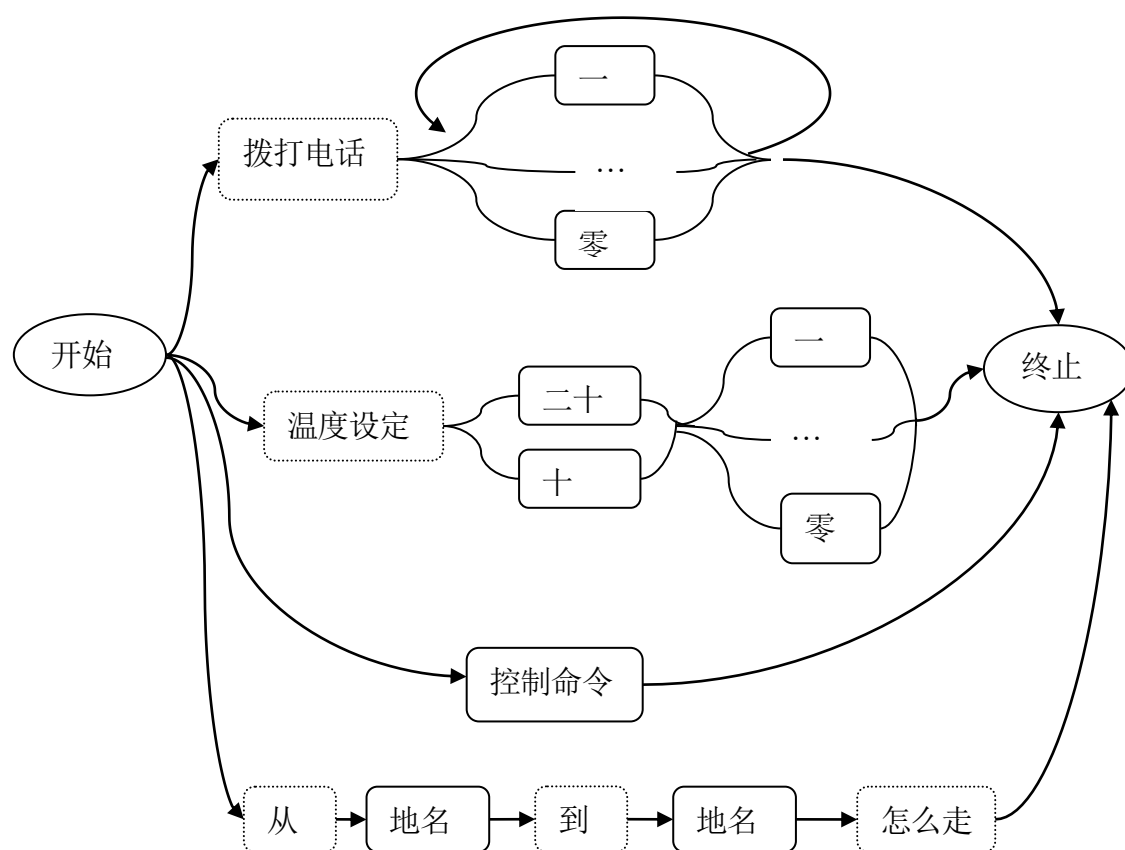 一
拨打电话
…
零
开始
一
终止
二十
温度设定
…
十
零
控制命令
从
地名
到
地名
怎么走